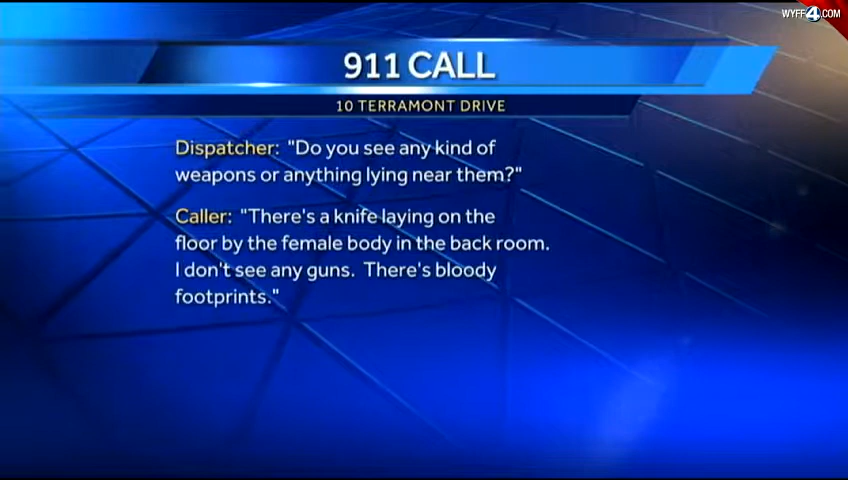 WYFF4.COM
911 CALL
10 TERRAMONT DRIVE
Dispatcher: "Do you see any kind of
weapons or anything lying near them?"
Caller: "There's a knife laying on the
floor by the female body in the back room.
I don't see any guns.  There's bloody
footprints."